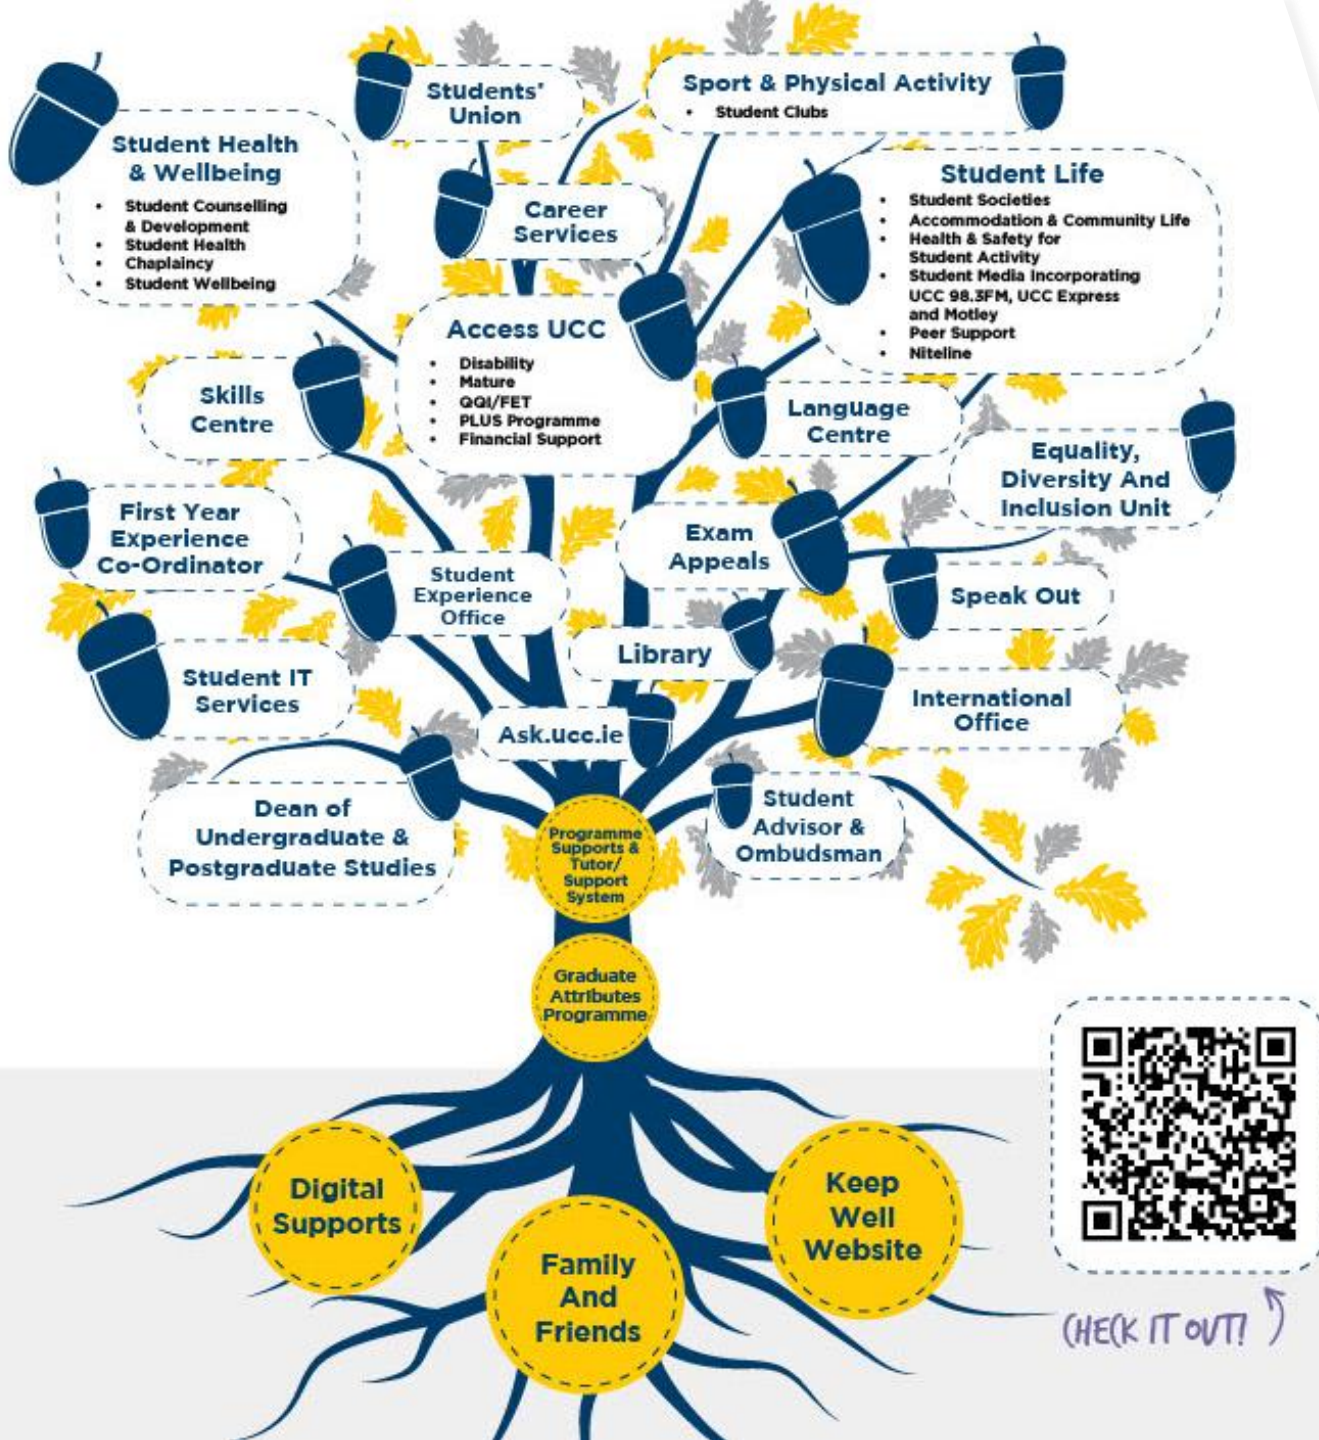 Students'
Union
Sport & Physical Activity
• Student Clubs
Student Health
& Wellbeing
• Student Counselling
& Development
• Student Health
• Chaplaincy
• Student Wellbeing
Career
Services
Student Life
• Student Societies
• Accommodation & Community Life
• Health & Safety for
Student Activity
• Student Media Incorporating
UCC 98.3FM, UCC Express
and Motley
• Peer Support
• Niteline
Access UCC
• Disability
• Mature
• QQI/FET
• PLUS Programme
• Financial Support
Skills
Centre
Language
Centre
Equality,
Diversity And
Inclusion Unit
First Year
Experience
Co-Ordinator
Student
Experience
Office
Exam
Appeals
Speak Out
Library
Student IT
Services
International
Office
Ask.ucc.ie
Dean of
Undergraduate &
Postgraduate Studies
Student
Advisor &
Ombudsman
Programme
Supports &
Tutor/
Support
System
Graduate
Attributes
Programme
Digital
Supports
Keep
Well
Website
Family
And
Friends
CHECK IT OUT!